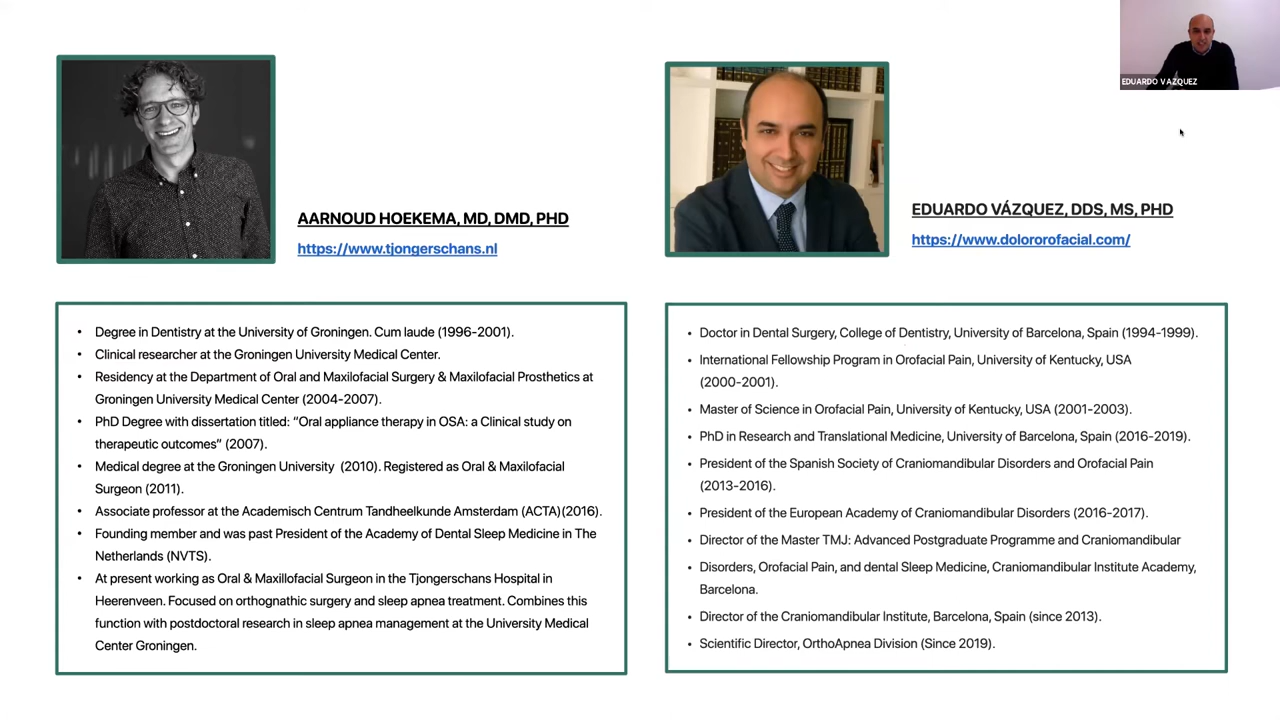 EDUARDO VAZQUEZ
AARNOUD HOEKEMA, MD, DMD, PHD
https://www.tjongerschans.nl
EDUARDO VÁZQUEZ, DDS, MS, PHD
https://www.dolororofacial.com/
• Degree in Dentistry at the University of Groningen. Cum laude (1996-2001).
• Clinical researcher at the Groningen University Medical Center.
• Residency at the Department of Oral and Maxilofacial Surgery & Maxilofacial Prosthetics at
Groningen University Medical Center (2004-2007).
• PhD Degree with dissertation titled: “Oral appliance therapy in OSA: a Clinical study on
therapeutic outcomes” (2007).
• Medical degree at the Groningen University (2010). Registered as Oral & Maxilofacial
Surgeon (2011).
• Associate professor at the Academisch Centrum Tandheelkunde Amsterdam (ACTA)(2016).
• Founding member and was past President of the Academy of Dental Sleep Medicine in The
Netherlands (NVTS).
• At present working as Oral & Maxillofacial Surgeon in the Tjongerschans Hospital in
Heerenveen. Focused on orthognathic surgery and sleep apnea treatment. Combines this
function with postdoctoral research in sleep apnea management at the University Medical
Center Groningen.
• Doctor in Dental Surgery, College of Dentistry, University of Barcelona, Spain (1994-1999).
• International Fellowship Program in Orofacial Pain, University of Kentucky, USA
(2000-2001).
• Master of Science in Orofacial Pain, University of Kentucky, USA (2001-2003).
• PhD in Research and Translational Medicine, University of Barcelona, Spain (2016-2019).
• President of the Spanish Society of Craniomandibular Disorders and Orofacial Pain
(2013-2016).
• President of the European Academy of Craniomandibular Disorders (2016-2017).
• Director of the Master TMJ: Advanced Postgraduate Programme and Craniomandibular
• Disorders, Orofacial Pain, and dental Sleep Medicine, Craniomandibular Institute Academy,
Barcelona.
• Director of the Craniomandibular Institute, Barcelona, Spain (since 2013).
• Scientific Director, OrthoApnea Division (Since 2019).